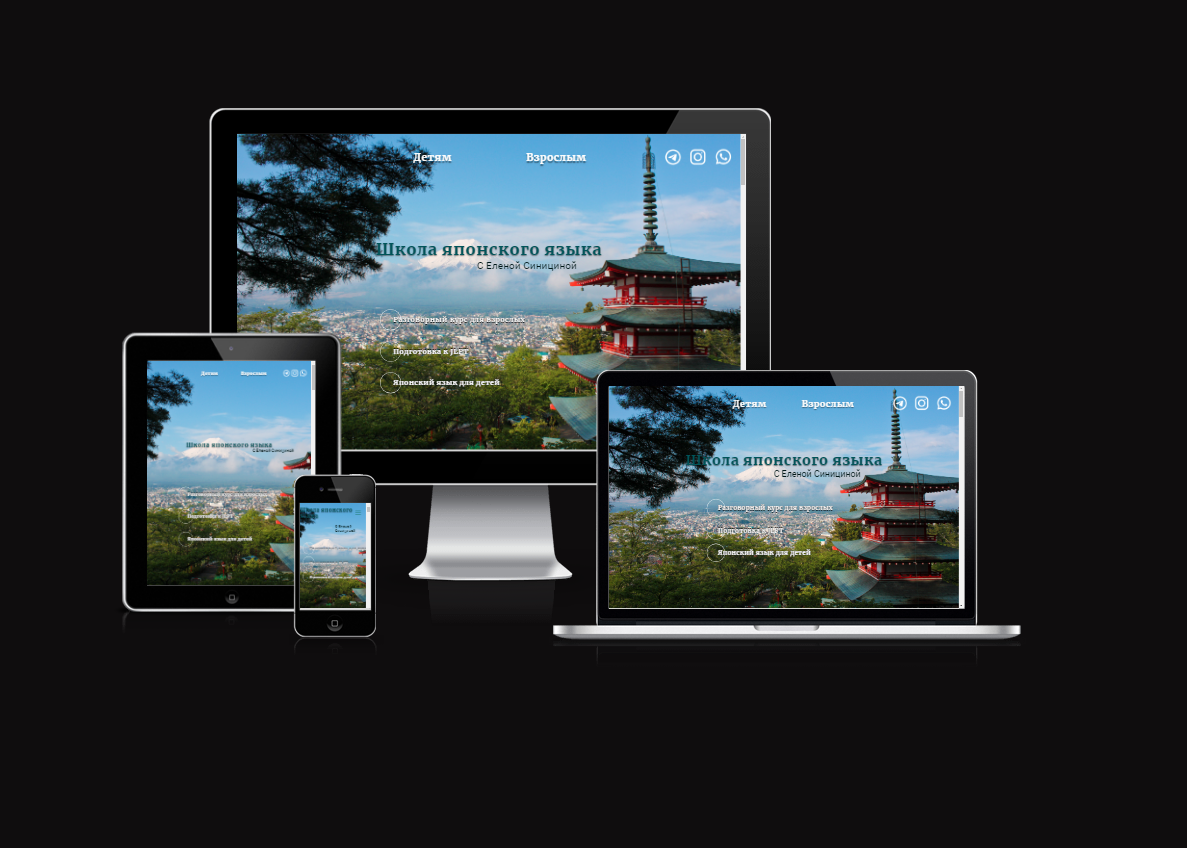 Детям Взрослым
Школа японского языка
С Еленой Синициной
Разговорный курс для взрослых
Подготовка к JLPT
Японский язык для детей
Детям Взрослым
Школа японского языка
С Еленой Синициной
Разговорный курс для взрослых
Подготовка к JLPT
Японский язык для детей
Школа японского
С Еленой
Синициной
Детям Взрослым
Школа японского языка
С Еленой Синициной
Разговорный курс для взрослых
Подготовка к JLPT
Японский язык для детей